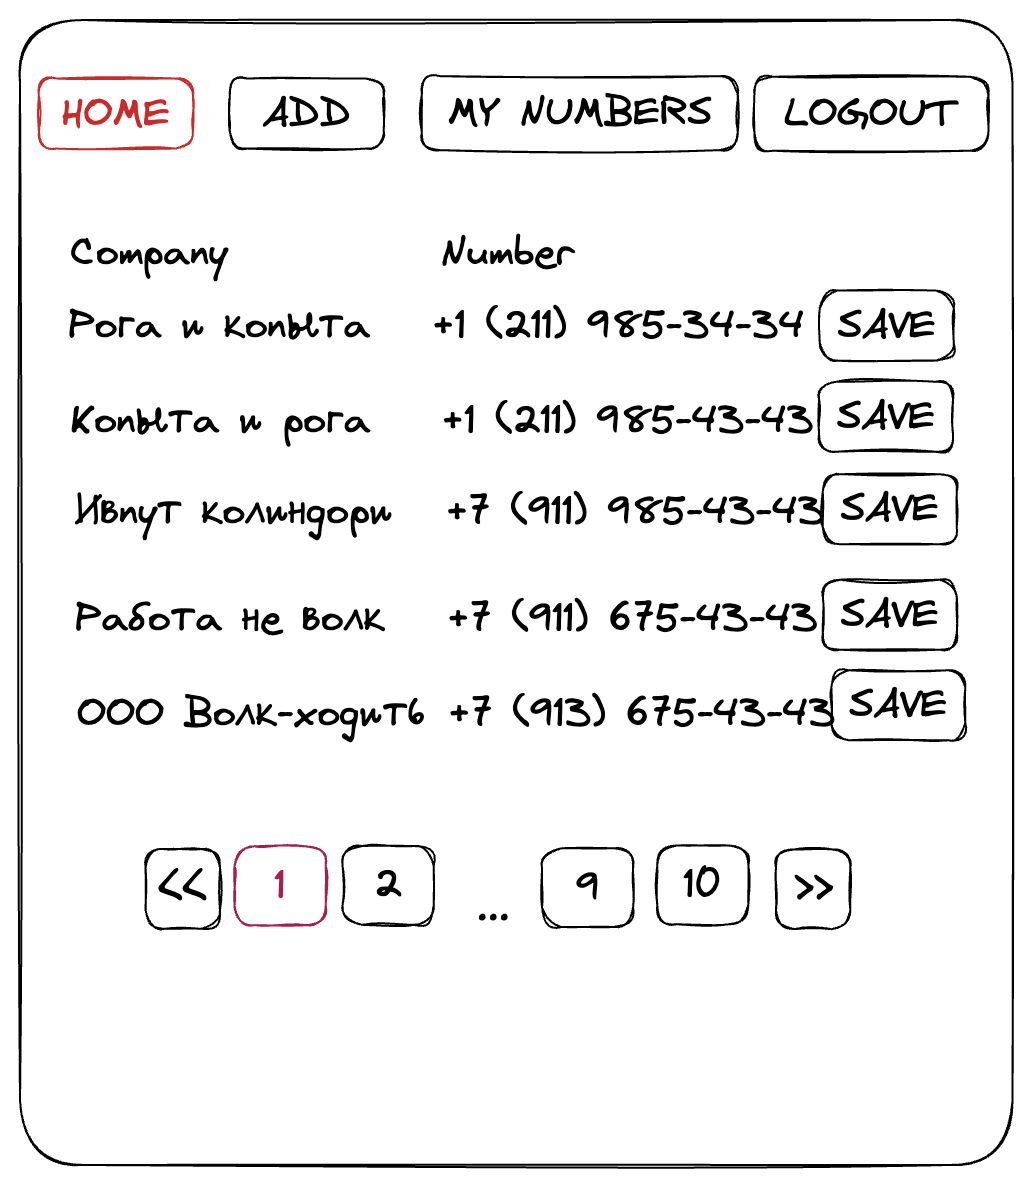 HOME ADD MY NUMBERS LOGOUT
Company Number
Рога и копыта +1 (211) 985-34-34 SAVE
Копыта и рога +1 (211) 985-43-43 SAVE
Ивпут колиндори +7 (911) 985-43-43 SAVE
Работа не волк +7 (911) 675-43-43 SAVE
ООО Волк-ходить +7 (913) 675-43-43 SAVE
<< 1 2 ... 9 10 >>